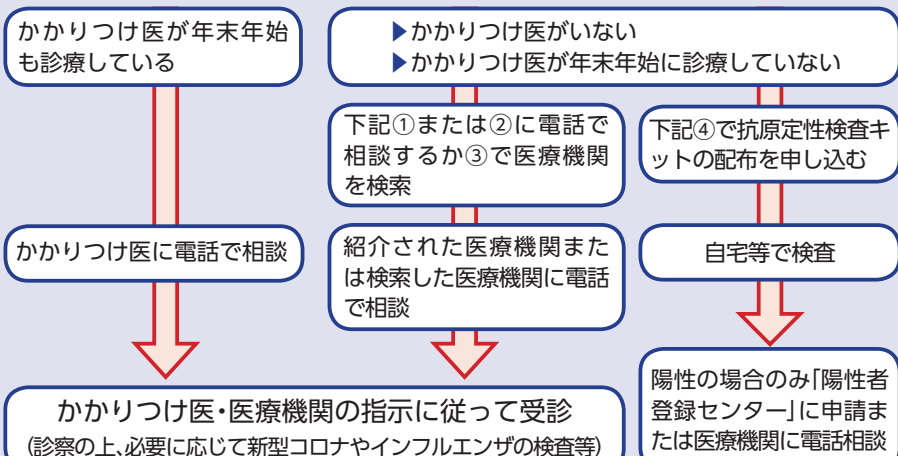 かかりつけ医が年末年始
も診療している
▶かかりつけ医がいない
▶かかりつけ医が年末年始に診療していない
下記①または②に電話で
相談するか③で医療機関
を検索
下記④で抗原定性検査キ
ットの配布を申し込む
かかりつけ医に電話で相談
紹介された医療機関また
は検索した医療機関に電話
で相談
自宅等で検査
かかりつけ医・医療機関の指示に従って受診
(診察の上、必要に応じて新型コロナやインフルエンザの検査等)
陽性の場合のみ「陽性者
登録センター」に申請ま
たは医療機関に電話相談